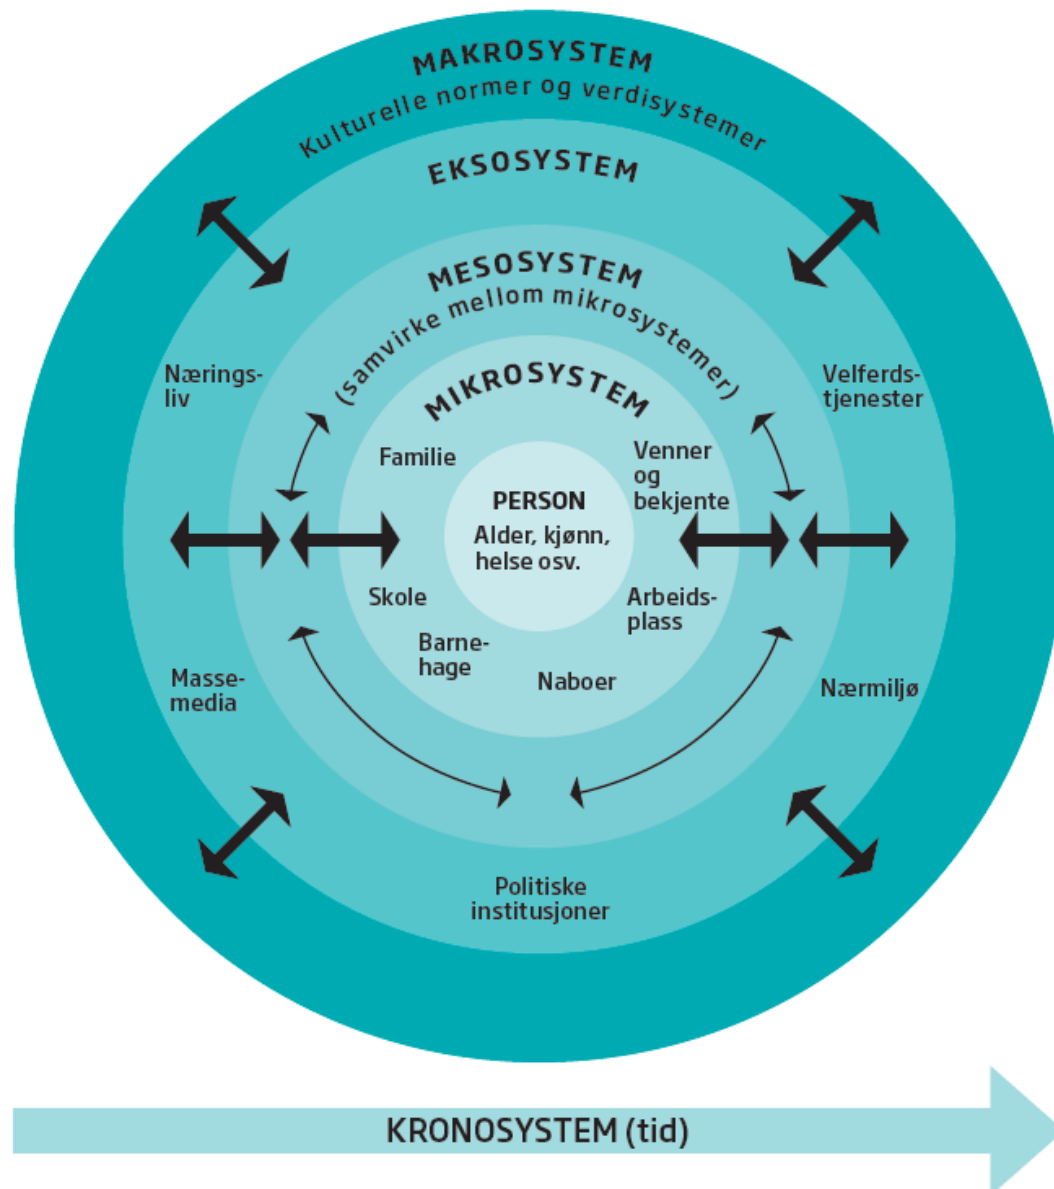 MAKROSYSTEM
Kulturelle normer og verdisystemer
EKSOSYSTEM
MESOSYSTEM
(samvirke mellom mikrosystemer)
MIKROSYSTEM
Nærings-
liv
Velferds-
tjenester
Familie
Venner
og
bekjente
PERSON
Alder, kjønn,
helse osv.
Skole
Arbeids-
plass
Barne-
hage
Naboer
Masse-
media
Nærmiljø
Politiske
institusjoner
KRONOSYSTEM (tid)